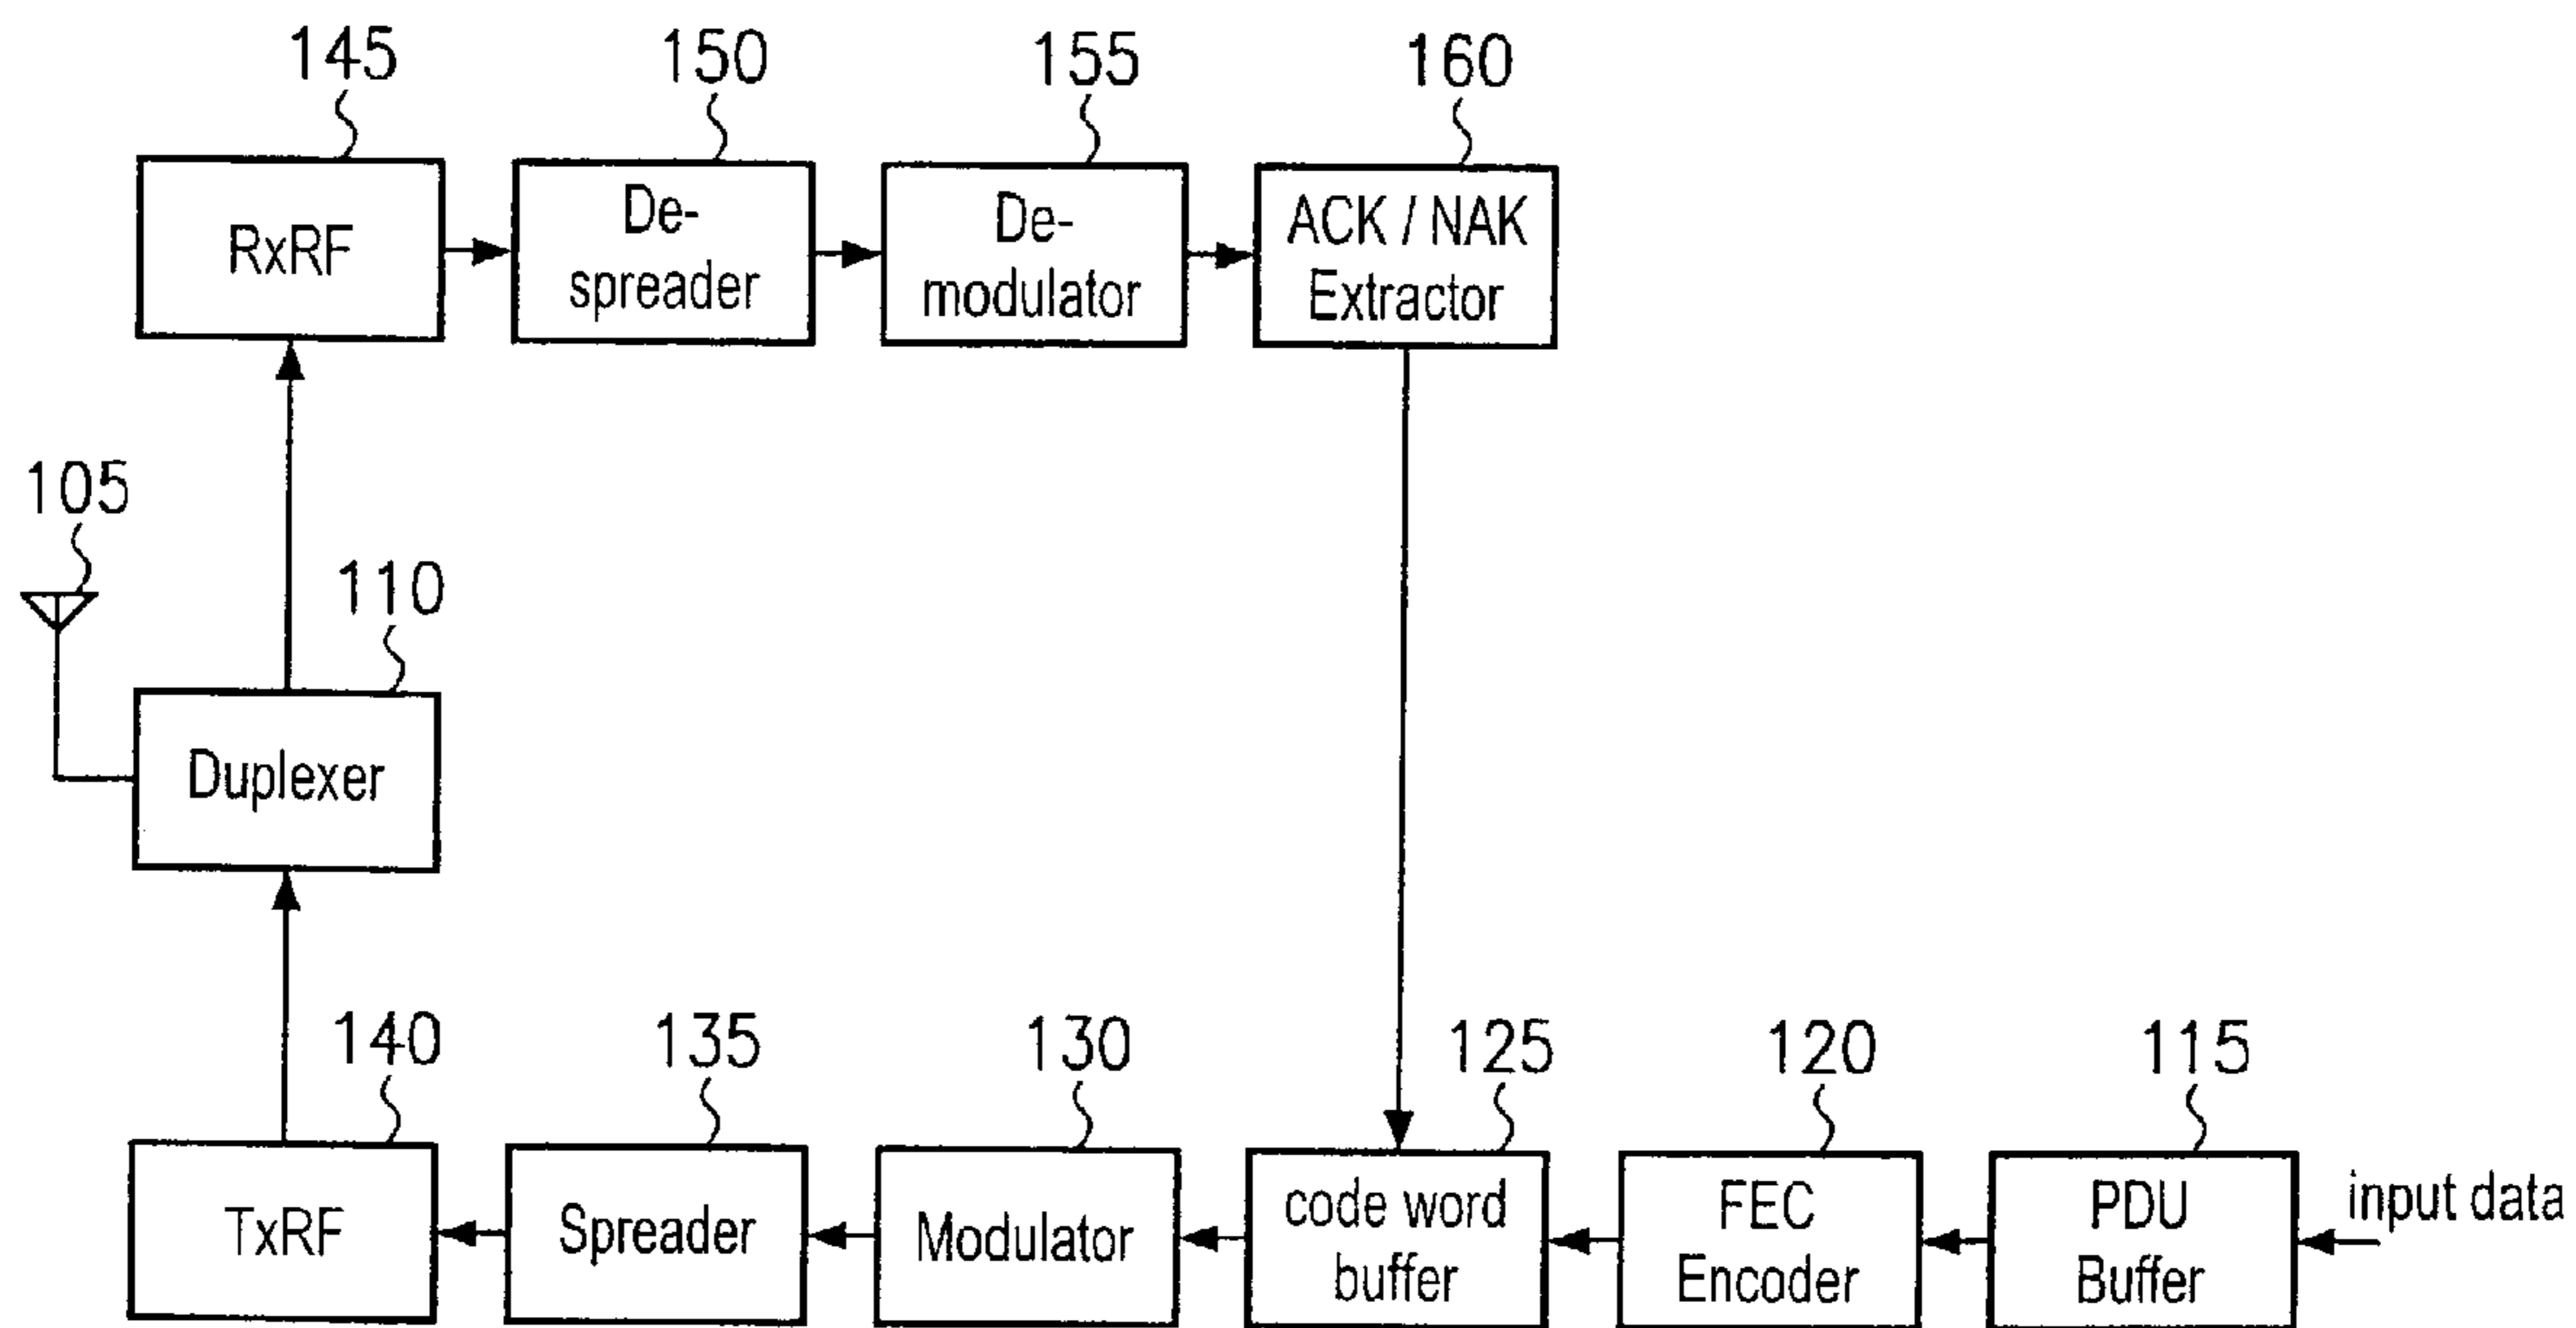 145
150
155
160
RxRF
De-
spreader
De-
modulator
ACK / NAK
Extractor
105
110
Duplexer
140
135
130
125
120
115
TxRF
Spreader
Modulator
code word
buffer
FEC
Encoder
PDU
Buffer
input data